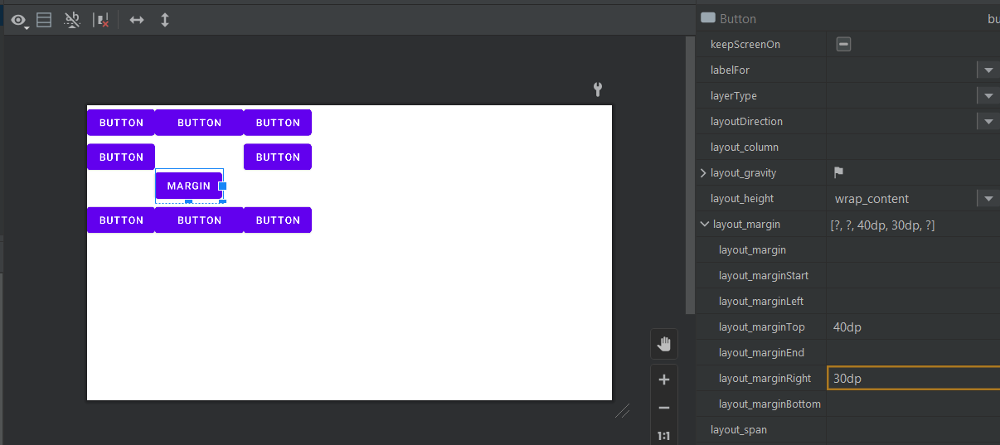 Button
bu
keepScreenOn
labelFor
layerType
layoutDirection
layout_column
layout_gravity
layout_height wrap_content
layout_margin [?, ?, 40dp, 30dp, ?]
layout_margin
layout_marginStart
layout_marginLeft
layout_marginTop 40dp
layout_marginEnd
layout_marginRight 30dp
layout_marginBottom
layout_span
BUTTON BUTTON BUTTON
BUTTON BUTTON
MARGIN
BUTTON BUTTON BUTTON
1:1